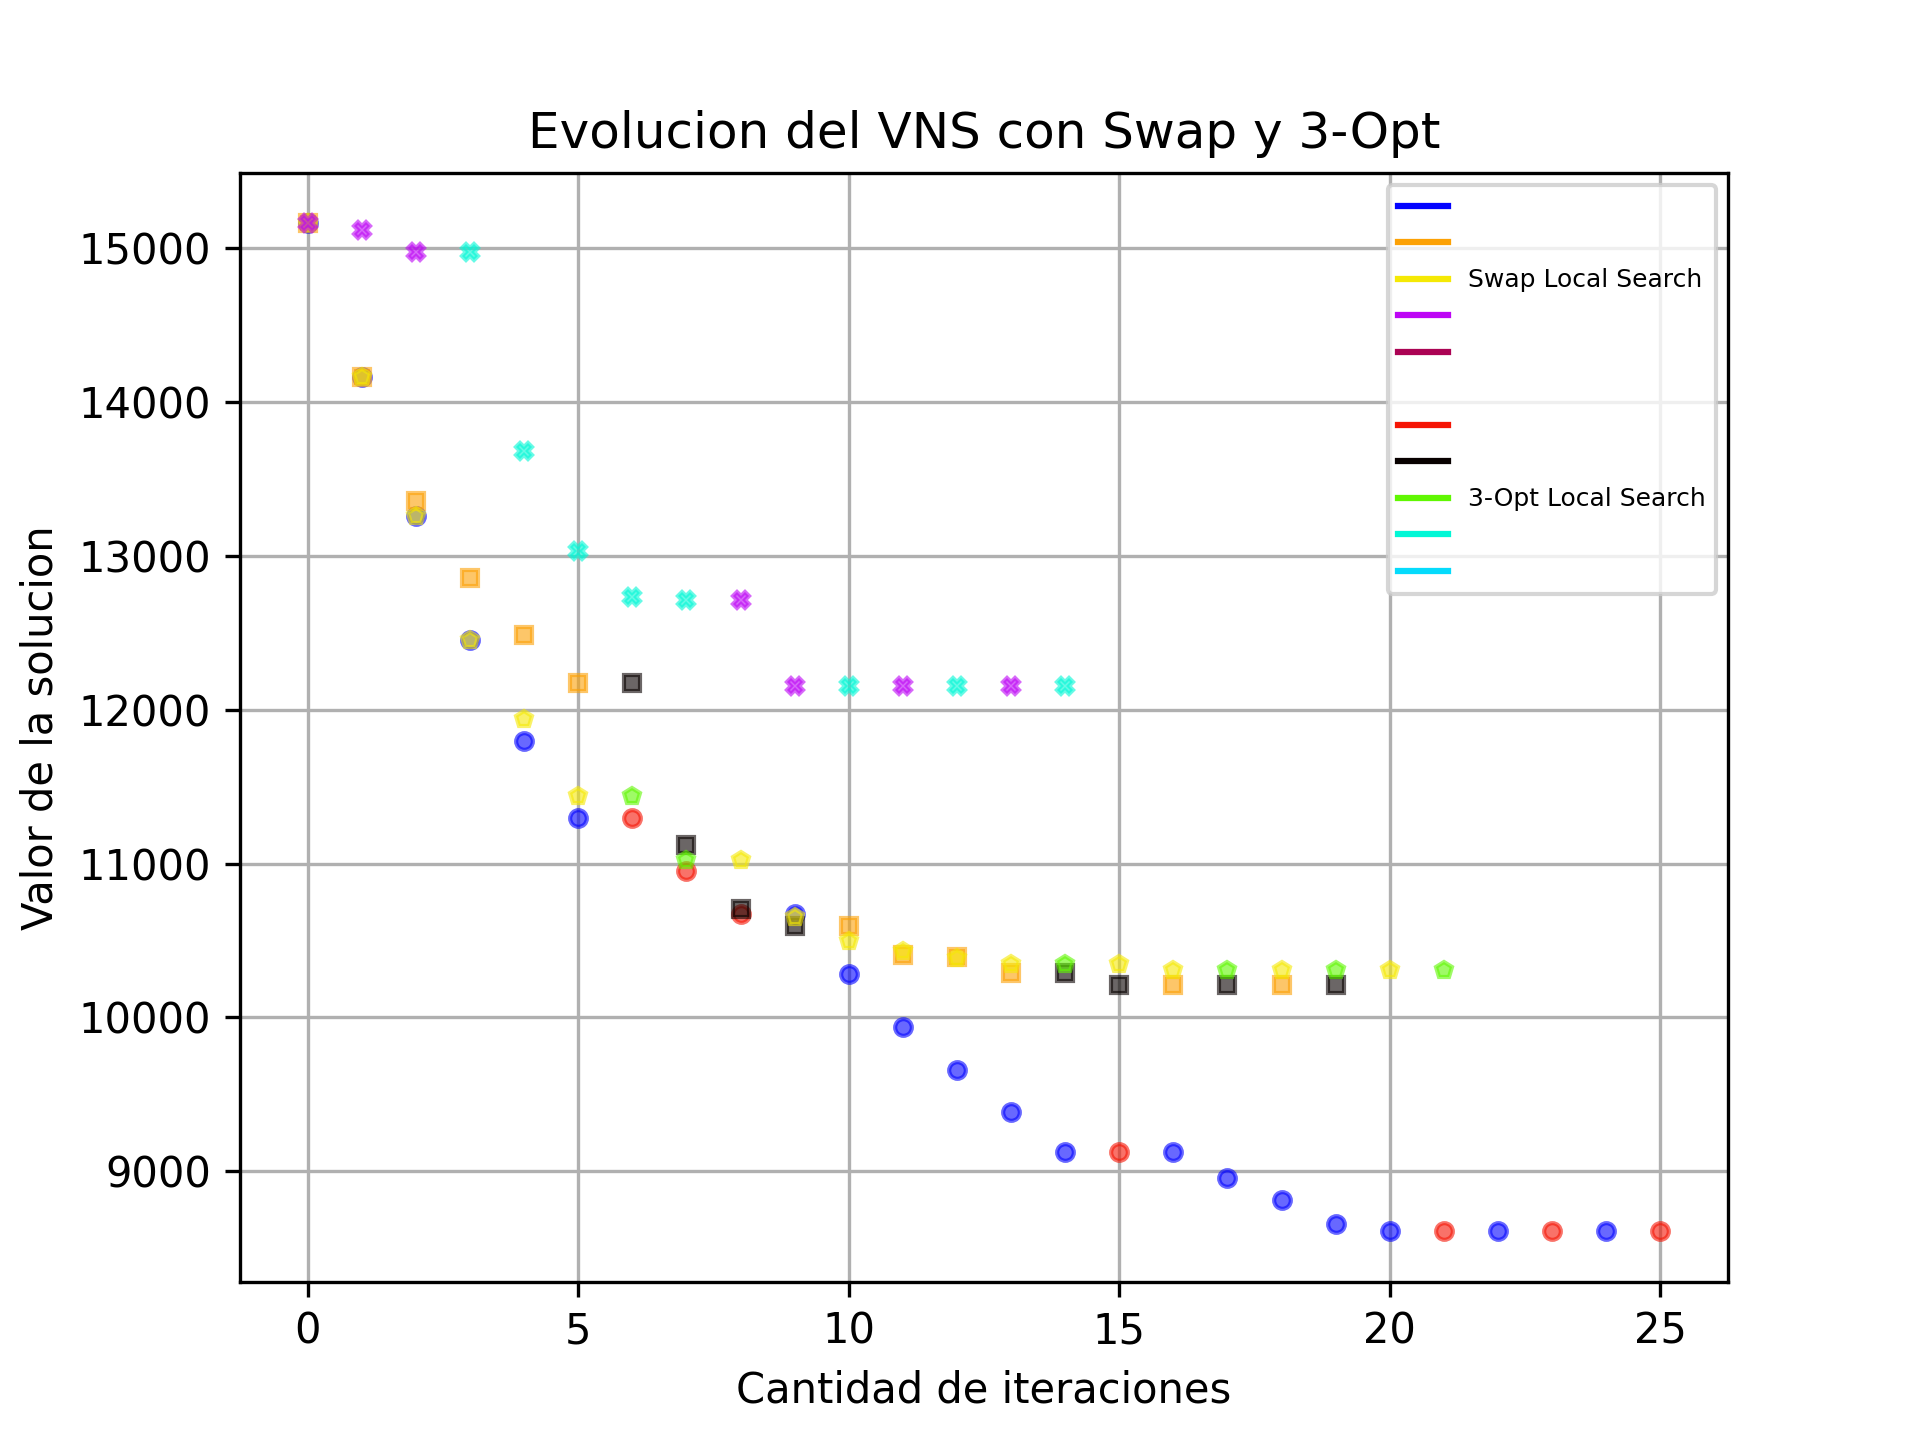 Evolucion del VNS con Swap y 3-Opt
Valor de la solucion
15000
14000
13000
12000
11000
10000
9000
Swap Local Search
3-Opt Local Search
0 5 10 15 20 25
Cantidad de iteraciones